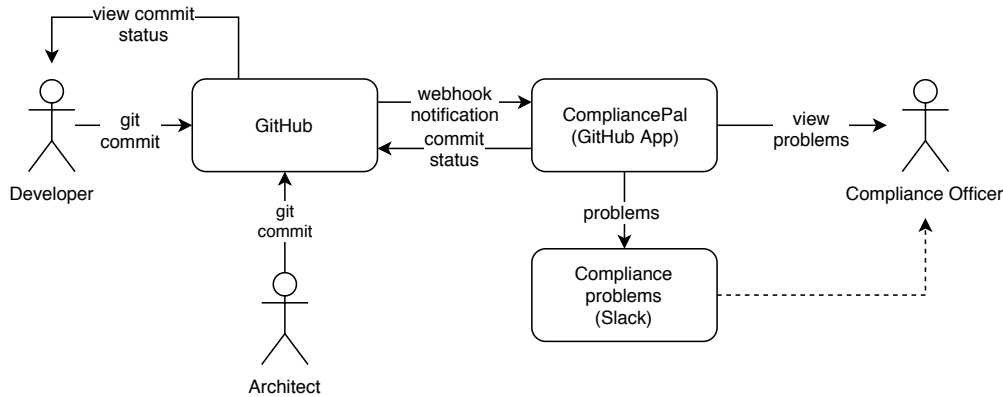 view commit
status
git
commit
Developer
GitHub
webhook
notification
commit
status
CompliancePal
(GitHub App)
view
problems
Compliance Officer
git
commit
Architect
problems
Compliance
problems
(Slack)